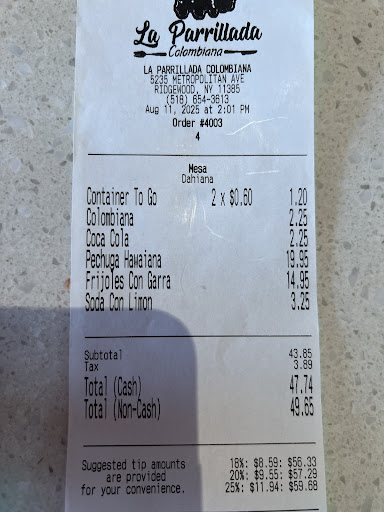 La Parrillada
Colombiana
LA PARRILLADA COLOMBIANA
5235 METROPOLITAN AVE
RIDGEWOOD, NY 11385
(518) 654-3613
Aug 11, 2025 at 2:01 PM
Order #4003
4
Mesa
Dahiana
Container To Go 2 x $0.60 1.20
Colombiana 2.25
Coca Cola 2.25
Pechuga Hawaiana 19.95
Frijoles Con Garra 14.95
Soda Con Limon 3.25
Subtotal 43.85
Tax 3.89
Total (Cash) 47.74
Total (Non-Cash) 49.65
Suggested tip amounts 18%: $8.59: $56.33
are provided 20%: $9.55: $57.29
for your convenience. 25%: $11.94: $59.68